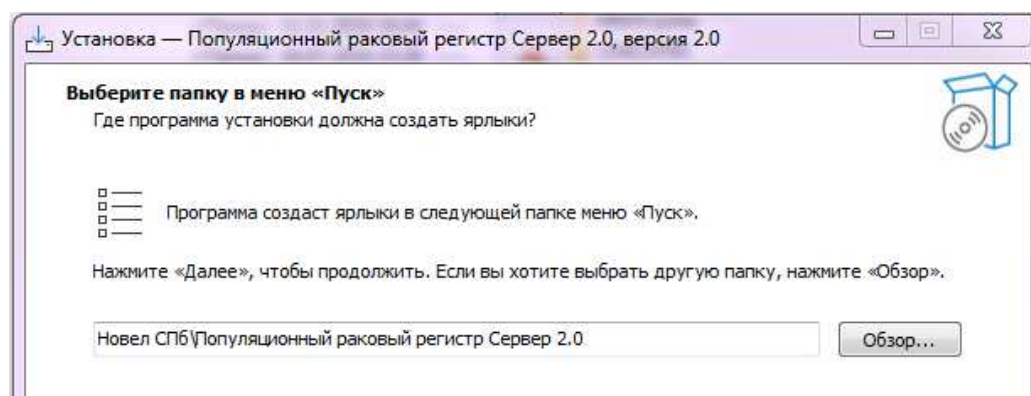 Установка — Популяционный раковый регистр Сервер 2.0, версия 2.0
Выберите папку в меню «Пуск»
Где программа установки должна создать ярлыки?
Программа создаст ярлыки в следующей папке меню «Пуск».
Нажмите «Далее», чтобы продолжить. Если вы хотите выбрать другую папку, нажмите «Обзор».
Новел СПб\Популяционный раковый регистр Сервер 2.0
Обзор...